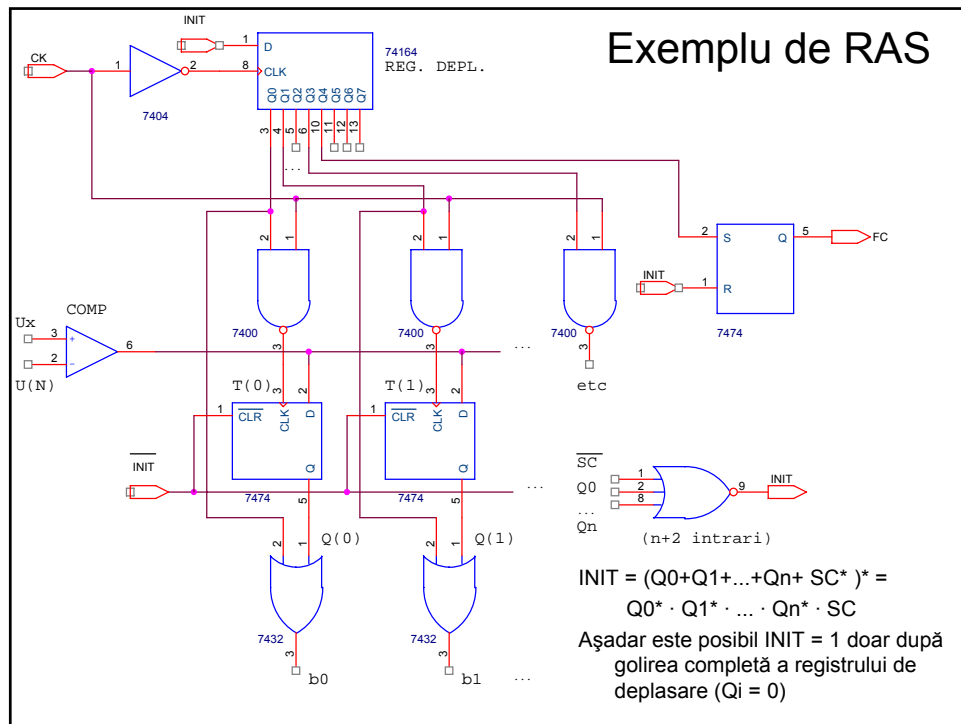 Exemplu de RAS
INIT
1 D
74164
REG. DEPL.
CK
1 2
7404
8 CLK
Q0 Q1 Q2 Q3 Q4 Q5 Q6 Q7
3 4 5 6 10 11 12 13
...
2 1
2 1
2 1
7400
7400
7400
3
3
3
etc
2 S Q 5
FC
INIT
1 R
7474
COMP
Ux
3 +
2 -
U(N)
6
...
T(0)
3 2
1 CLR CLK D
Q
7474
5
T(1)
3 2
1 CLR CLK D
Q
7474
5
INIT
...
Q(0)
2 1
7432
3
b0
Q(1)
2 1
7432
3
b1
...
SC 1
Q0 2
... 8
Qn
9
INIT
(n+2 intrari)
INIT = (Q0+Q1+...+Qn+ SC* )* =
Q0* · Q1* · ... · Qn* · SC
Aşadar este posibil INIT = 1 doar după
golirea completă a registrului de
deplasare (Qi = 0)